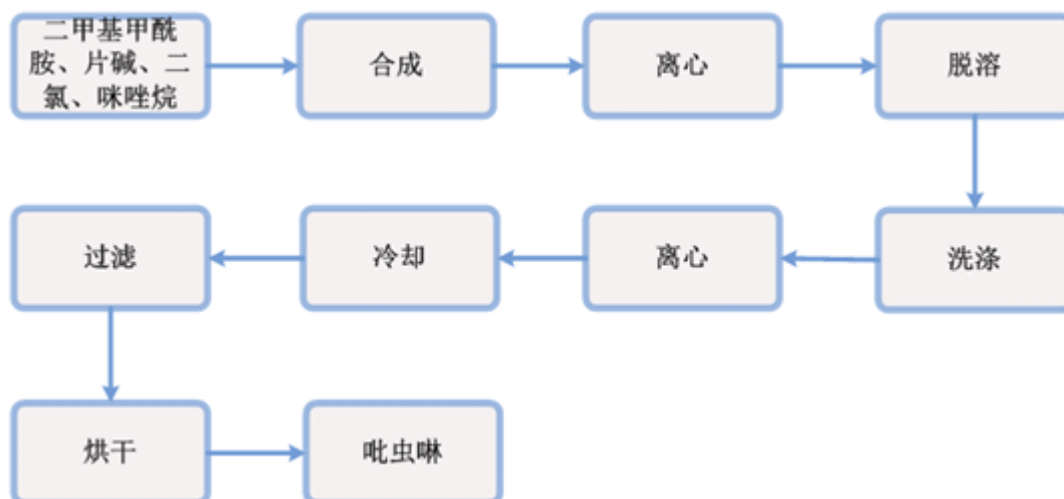 二甲基甲酰
胺、片碱、二
氯、咪唑烷
合成
离心
脱溶
洗涤
离心
冷却
过滤
烘干
吡虫啉